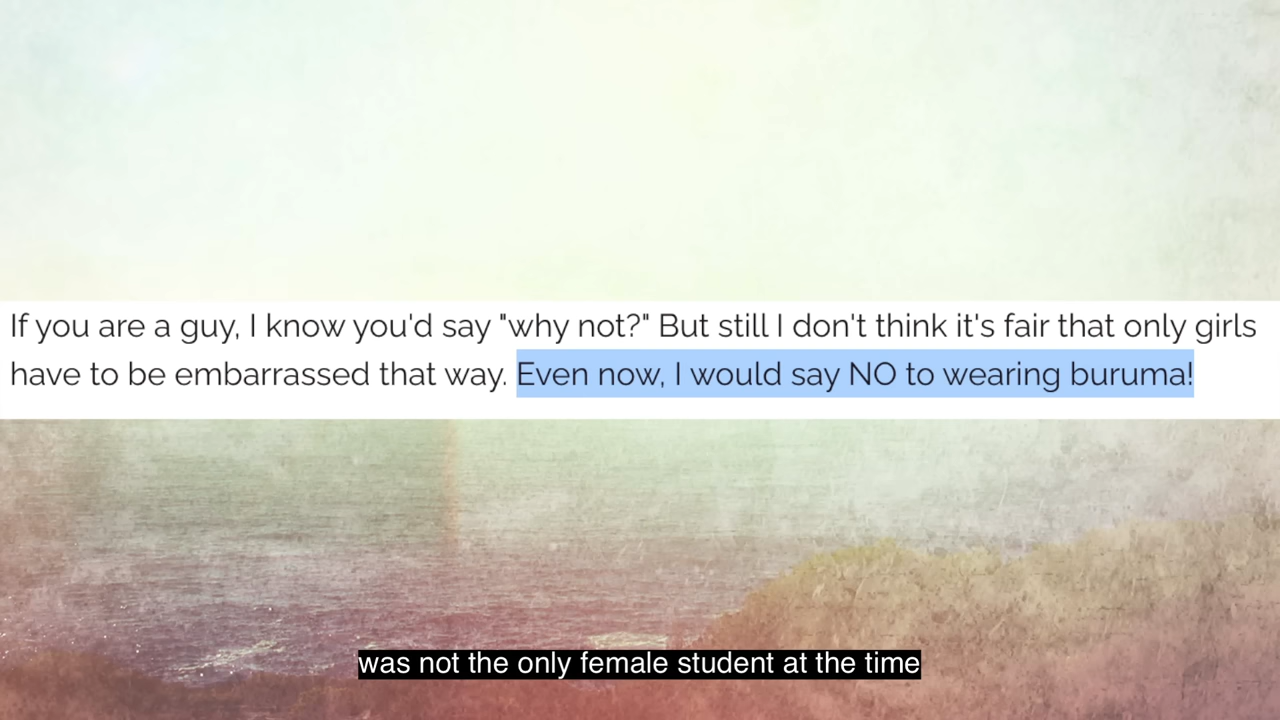 If you are a guy, I know you'd say "why not?" But still I don't think it's fair that only girls
have to be embarrassed that way. Even now, I would say NO to wearing buruma!
was not the only female student at the time